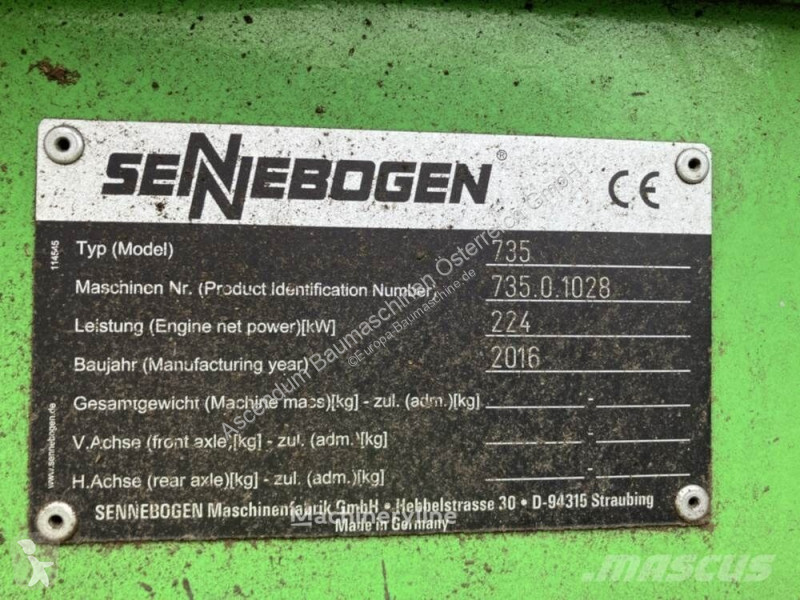 SENNEBOGEN ®
CE
Typ (Model) 735
Maschinen Nr. (Product Identification Number) 735.0.1028
Leistung (Engine net power)[kW] 224
Baujahr (Manufacturing year) 2016
Gesamtgewicht (Machine mass)[kg] - zul. (adm.)[kg] -
V.Achse (front axle)[kg] - zul. (adm.)[kg] -
H.Achse (rear axle)[kg] - zul. (adm.)[kg] -
SENNEBOGEN Maschinenfabrik GmbH • Hebbelstrasse 30 • D-94315 Straubing
Made in Germany
114545
www.sennebogen.de
Ascendum Baumaschinen Österreich GmbH
©Europa-Baumaschine.de
Machineryline
mascus